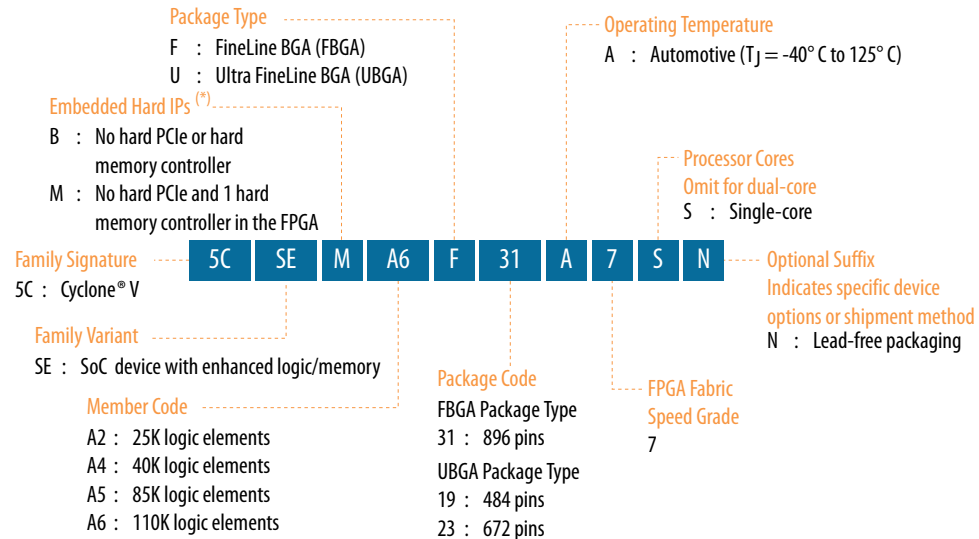 Package Type
F : FineLine BGA (FBGA)
U : Ultra FineLine BGA (UBGA)
Operating Temperature
A : Automotive (TJ = -40° C to 125° C)
Embedded Hard IPs (*)
B : No hard PCIe or hard
memory controller
M : No hard PCIe and 1 hard
memory controller in the FPGA
Processor Cores
Omit for dual-core
S : Single-core
5C SE M A6 F 31 A 7 S N
Family Signature
5C : Cyclone® V
Optional Suffix
Indicates specific device
options or shipment method
N : Lead-free packaging
Family Variant
SE : SoC device with enhanced logic/memory
Member Code
A2 : 25K logic elements
A4 : 40K logic elements
A5 : 85K logic elements
A6 : 110K logic elements
Package Code
FBGA Package Type
31 : 896 pins
UBGA Package Type
19 : 484 pins
23 : 672 pins
FPGA Fabric
Speed Grade
7